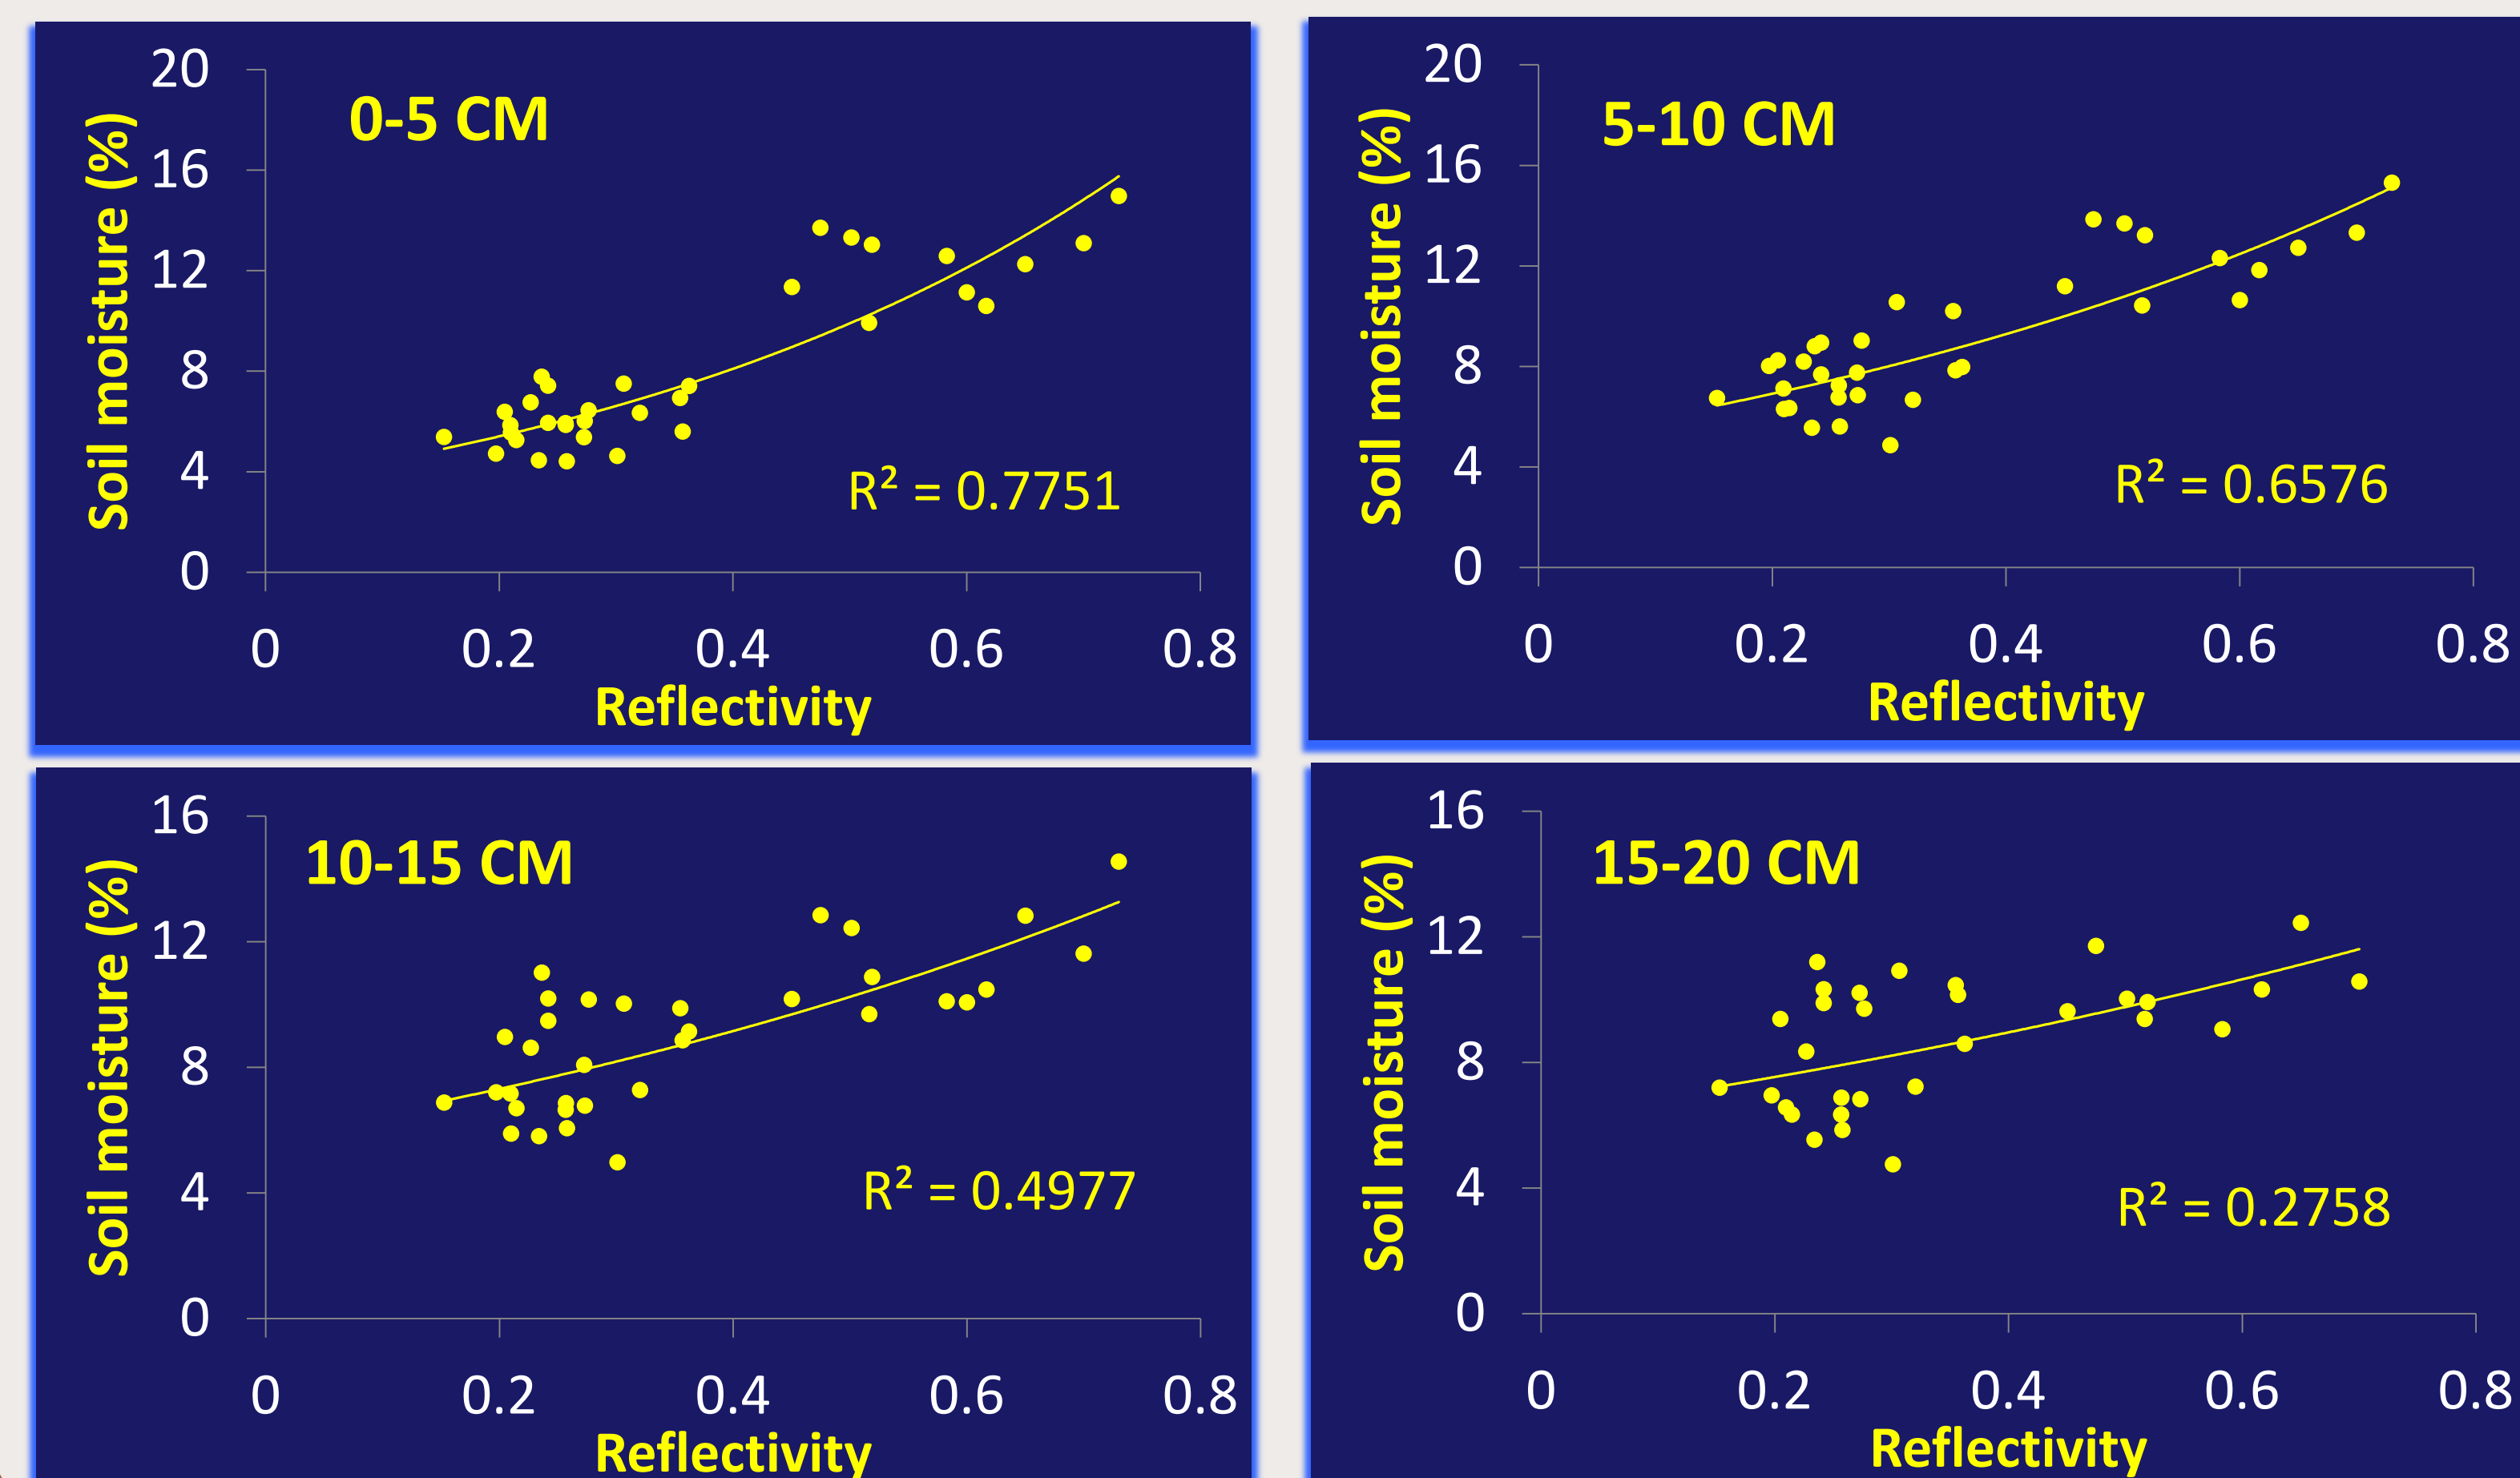 0-5 CM
Soil moisture (%)
20
16
12
8
4
0
R² = 0.7751
0 0.2 0.4 0.6 0.8
Reflectivity
5-10 CM
Soil moisture (%)
20
16
12
8
4
0
R² = 0.6576
0 0.2 0.4 0.6 0.8
Reflectivity
10-15 CM
Soil moisture (%)
16
12
8
4
0
R² = 0.4977
0 0.2 0.4 0.6 0.8
Reflectivity
15-20 CM
Soil moisture (%)
16
12
8
4
0
R² = 0.2758
0 0.2 0.4 0.6 0.8
Reflectivity